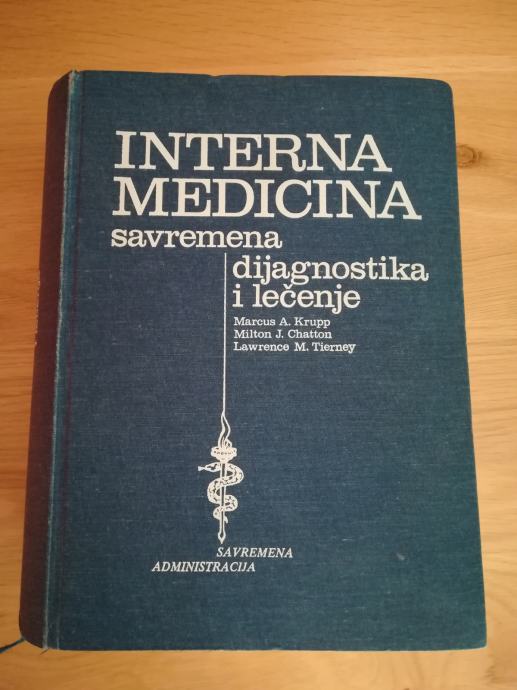 INTERNA
MEDICINA
savremena
dijagnostika
i lečenje
Marcus A. Krupp
Milton J. Chatton
Lawrence M. Tierney
SAVREMENA
ADMINISTRACIJA